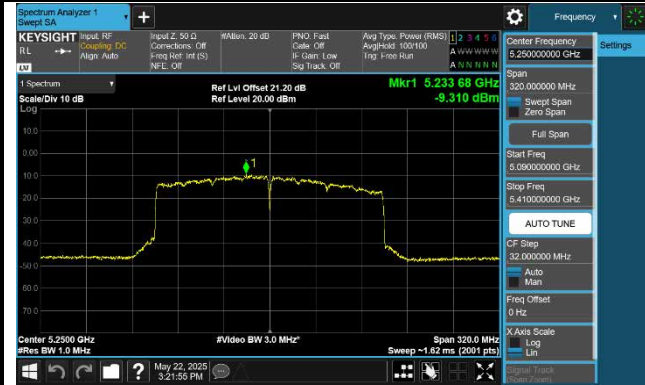 Spectrum Analyzer 1
Swept SA
Frequency
KEYSIGHT
RL
Input: RF
Coupling: DC
Align: Auto
Input Z: 50 Ω
Corrections: Off
Freq Ref: Int (S)
NFE: Off
#Atten: 20 dB
PNO: Fast
Gate: Off
IF Gain: Low
Sig Track: Off
Avg Type: Power (RMS)
Avg|Hold: 100/100
Trig: Free Run
1 2 3 4 5 6
A W W W W W
A N N N N N
1 Spectrum
Scale/Div 10 dB
Log
Ref Lvl Offset 21.20 dB
Ref Level 20.00 dBm
Mkr1 5.233 68 GHz
-9.310 dBm
10.0
0.00
10.0
20.0
30.0
40.0
-50.0
60.0
70.0
1
Center 5.2500 GHz
#Res BW 1.0 MHz
#Video BW 3.0 MHz*
Span 320.0 MHz
Sweep ~1.62 ms (2001 pts)
May 22, 2025
3:21:55 PM
Center Frequency
5.250000000 GHz
Settings
Span
320.000000 MHz
Swept Span
Zero Span
Full Span
Start Freq
5.090000000 GHz
Stop Freq
5.410000000 GHz
AUTO TUNE
CF Step
32.000000 MHz
Auto
Man
Freq Offset
0 Hz
X Axis Scale
Log
Lin
Signal Track
(Span Zoom)